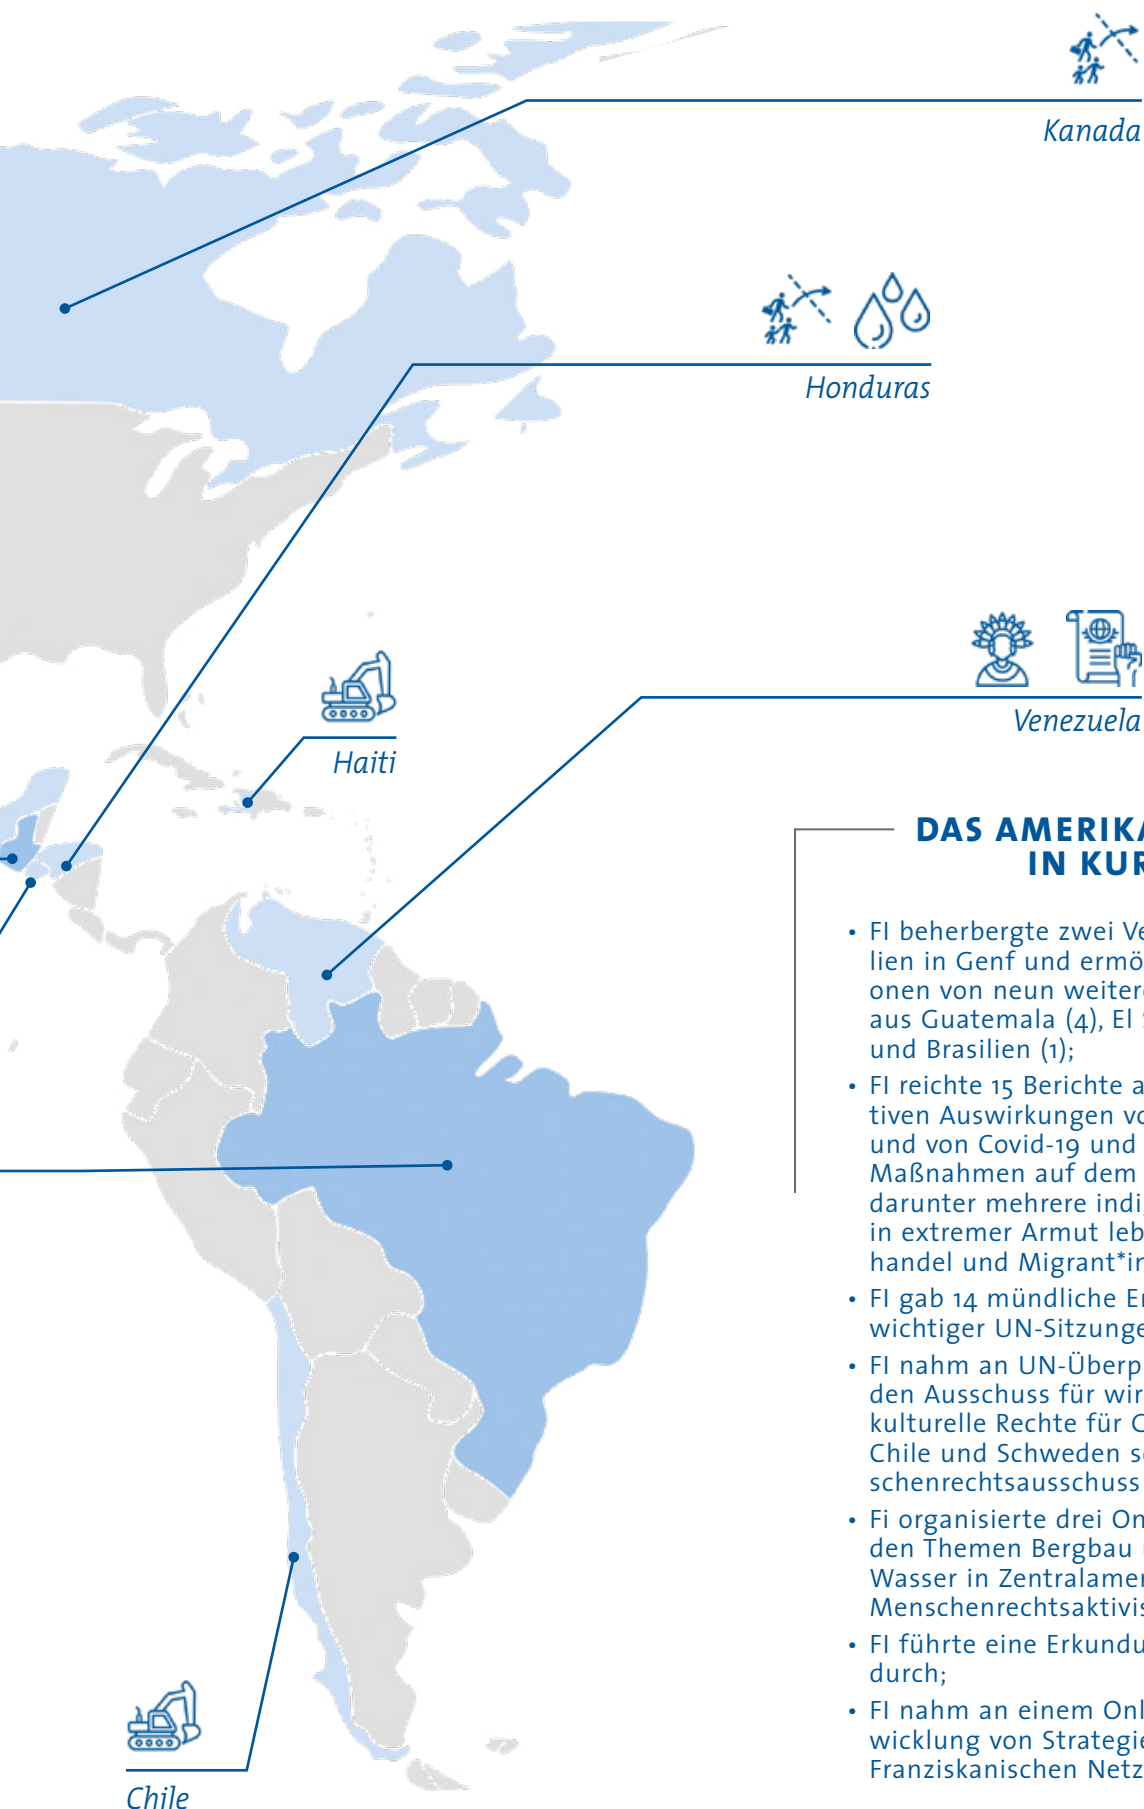 Kanada
Honduras
Venezuela
Haiti
DAS AMERIKA
IN KUR
• FI beherbergte zwei Ve
lien in Genf und ermö
onen von neun weitere
aus Guatemala (4), El
und Brasilien (1);
• FI reichte 15 Berichte a
tiven Auswirkungen vo
und von Covid-19 und
Maßnahmen auf dem
darunter mehrere indi
in extremer Armut leb
handel und Migrant*in
• FI gab 14 mündliche Er
wichtiger UN-Sitzunge
• FI nahm an UN-Überp
den Ausschuss für wir
kulturelle Rechte für
Chile und Schweden s
schenrechtsausschuss
• Fi organisierte drei On
den Themen Bergbau
Wasser in Zentralamer
Menschenrechtsaktivis
• FI führte eine Erkundu
durch;
• FI nahm an einem Onl
wicklung von Strategie
Franziskanischen Netz
Chile